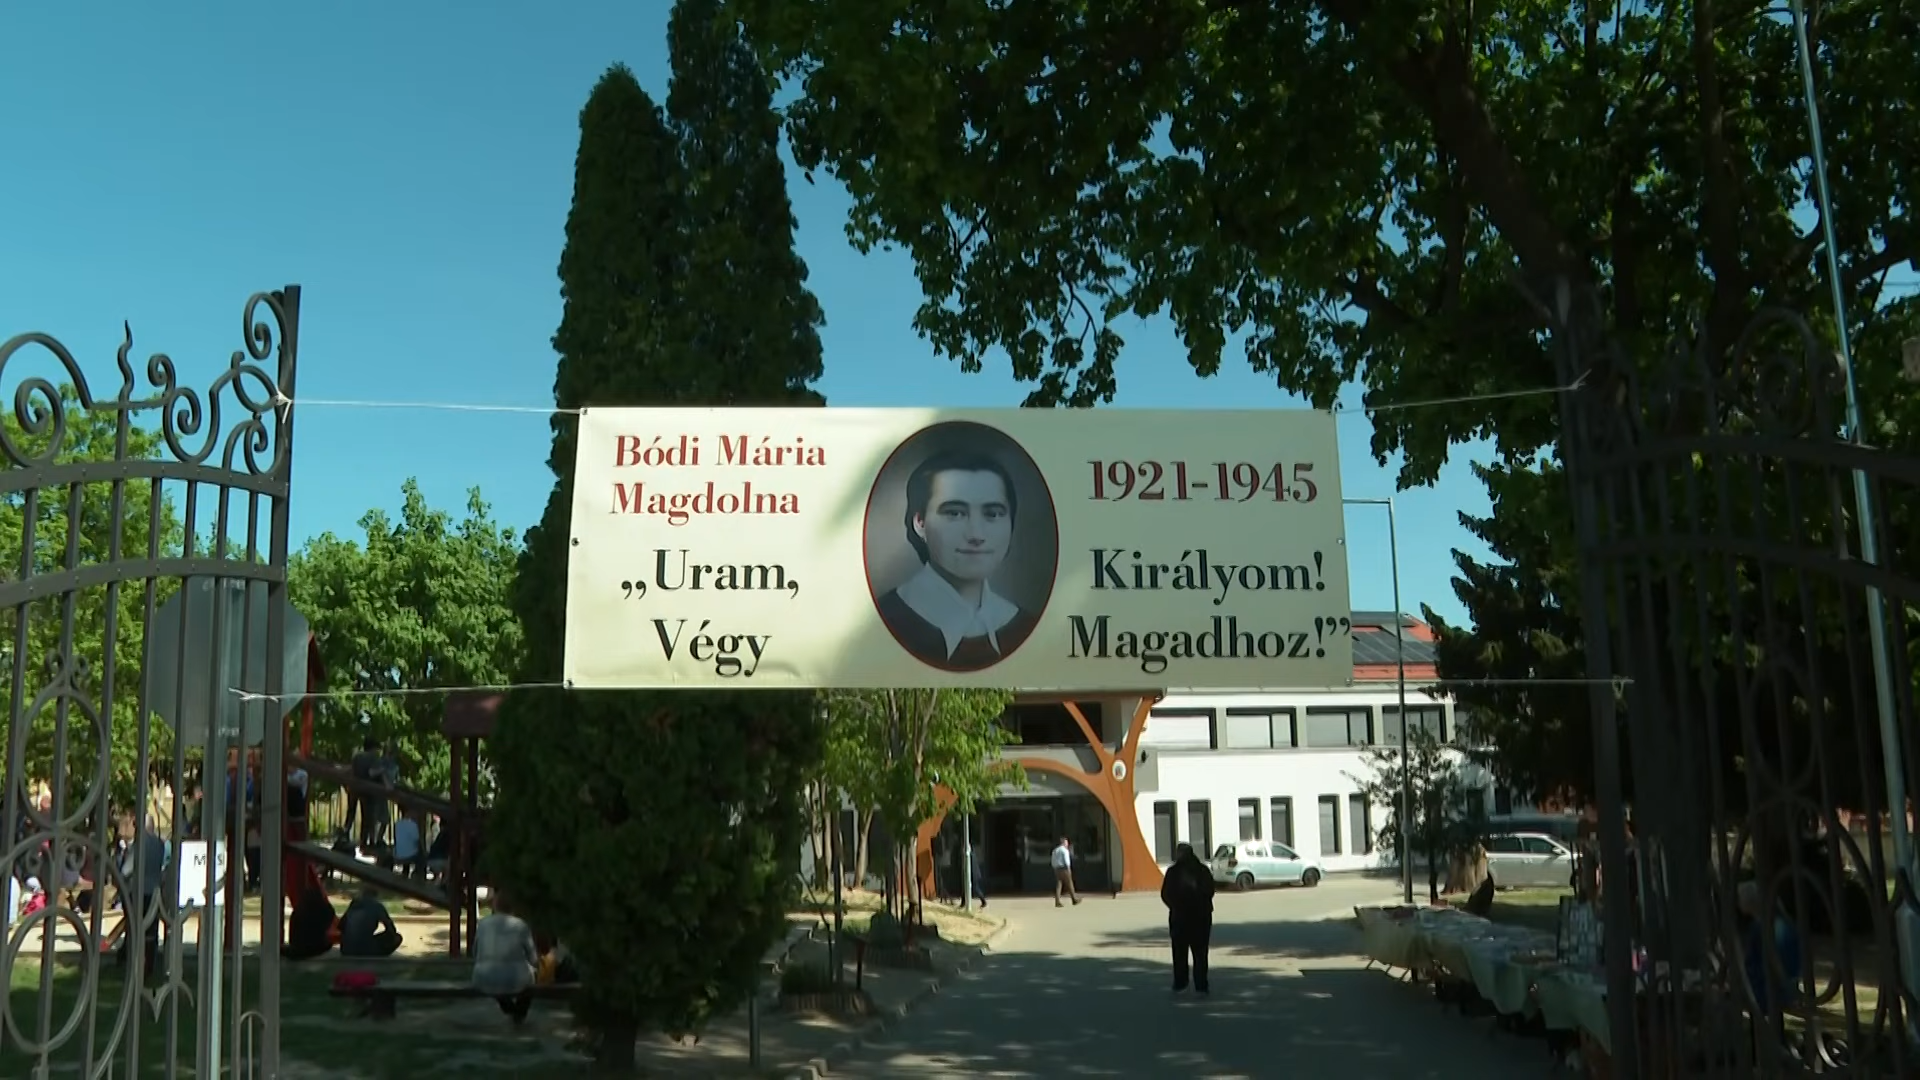 Bódi Mária
Magdolna
1921-1945
„Uram,
Királyom!
Végy
Magadhoz!”